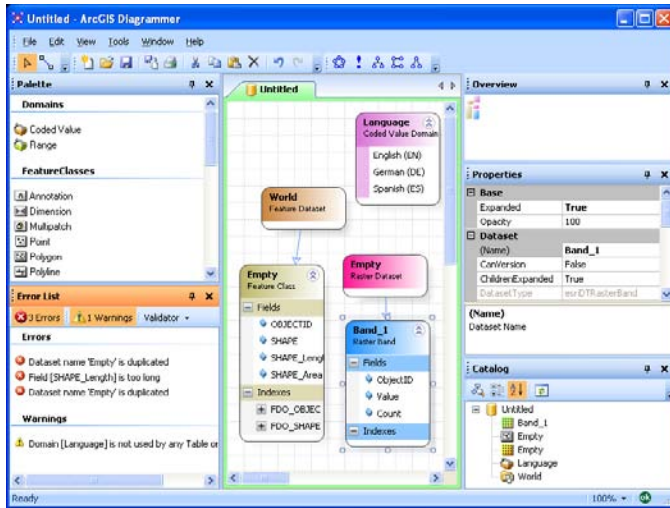 Untitled - ArcGIS Diagrammer
File Edit View Tools Window Help
Palette
Domains
Coded Value
Range
FeatureClasses
Annotation
Dimension
Multipatch
Point
Polygon
Polyline
Error List
3 Errors 1 Warnings Validator
Errors
Dataset name 'Empty' is duplicated
Field [SHAPE_Length] is too long
Dataset name 'Empty' is duplicated
Warnings
Domain [Language] is not used by any Table or
Untitled
Language
Coded Value Domain
English (EN)
German (DE)
Spanish (ES)
World
Feature Dataset
Empty
Feature Class
Fields
OBJECTID
SHAPE
SHAPE_Lengt
SHAPE_Area
Indexes
FDO_OBJEC
FDO_SHAPE
Empty
Raster Dataset
Band_1
Raster Band
Fields
ObjectID
Value
Count
Indexes
Overview
Properties
Base
Expanded True
Opacity 100
Dataset
(Name) Band_1
CanVersion False
ChildrenExpanded True
DatasetType esriDTRasterBand
(Name)
Dataset Name
Catalog
Untitled
Band_1
Empty
Empty
Language
World
Ready
100%
ok